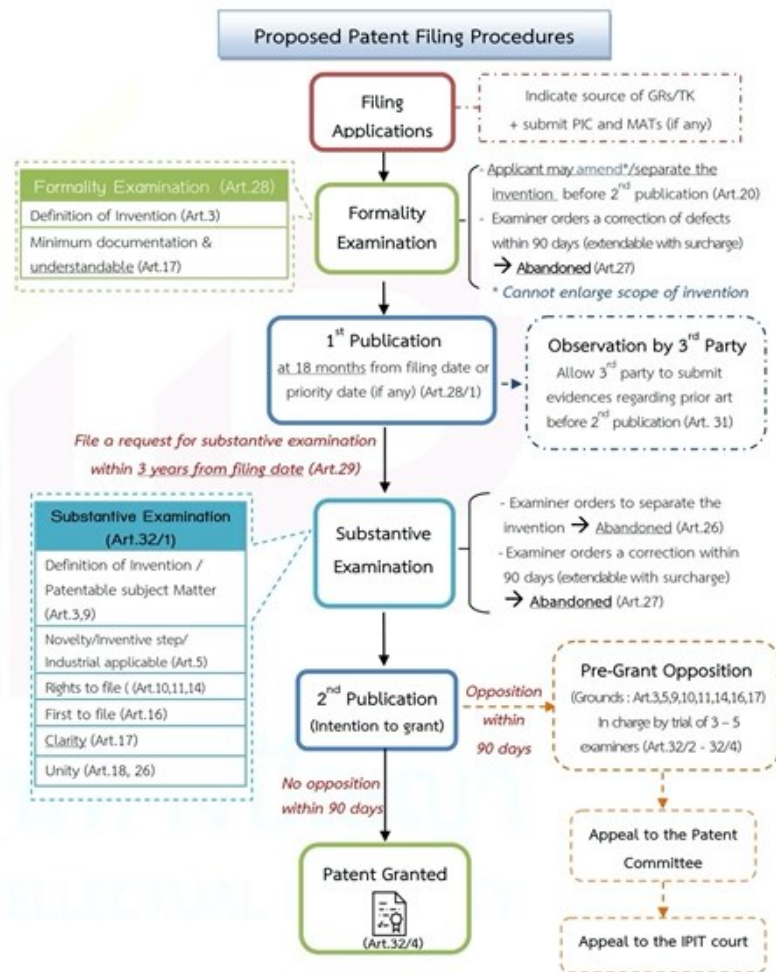 Proposed Patent Filing Procedures
Filing
Applications
Indicate source of GRs/TK
+ submit PIC and MATs (if any)
Formality Examination (Art.28)
Definition of Invention (Art.3)
Minimum documentation &
understandable (Art.17)
Formality
Examination
- Applicant may amend*/separate the
invention before 2nd publication (Art.20)
- Examiner orders a correction of defects
within 90 days (extendable with surcharge)
→ Abandoned (Art.27)
* Cannot enlarge scope of invention
1st Publication
at 18 months from filing date or
priority date (if any) (Art.28/1)
Observation by 3rd Party
Allow 3rd party to submit
evidences regarding prior art
before 2nd publication (Art. 31)
File a request for substantive examination
within 3 years from filing date (Art.29)
Substantive Examination
(Art.32/1)
Definition of Invention /
Patentable subject Matter
(Art.3,9)
Novelty/Inventive step/
Industrial applicable (Art.5)
Rights to file ( (Art.10,11,14)
First to file (Art.16)
Clarity (Art.17)
Unity (Art.18, 26)
Substantive
Examination
- Examiner orders to separate the
invention → Abandoned (Art.26)
- Examiner orders a correction within
90 days (extendable with surcharge)
→ Abandoned (Art.27)
2nd Publication
(Intention to grant)
Opposition
within
90 days
Pre-Grant Opposition
(Grounds : Art.3,5,9,10,11,14,16,17)
In charge by trial of 3 – 5
examiners (Art.32/2 - 32/4)
No opposition
within 90 days
Appeal to the Patent
Committee
Patent Granted
(Art.32/4)
Appeal to the IPIT court